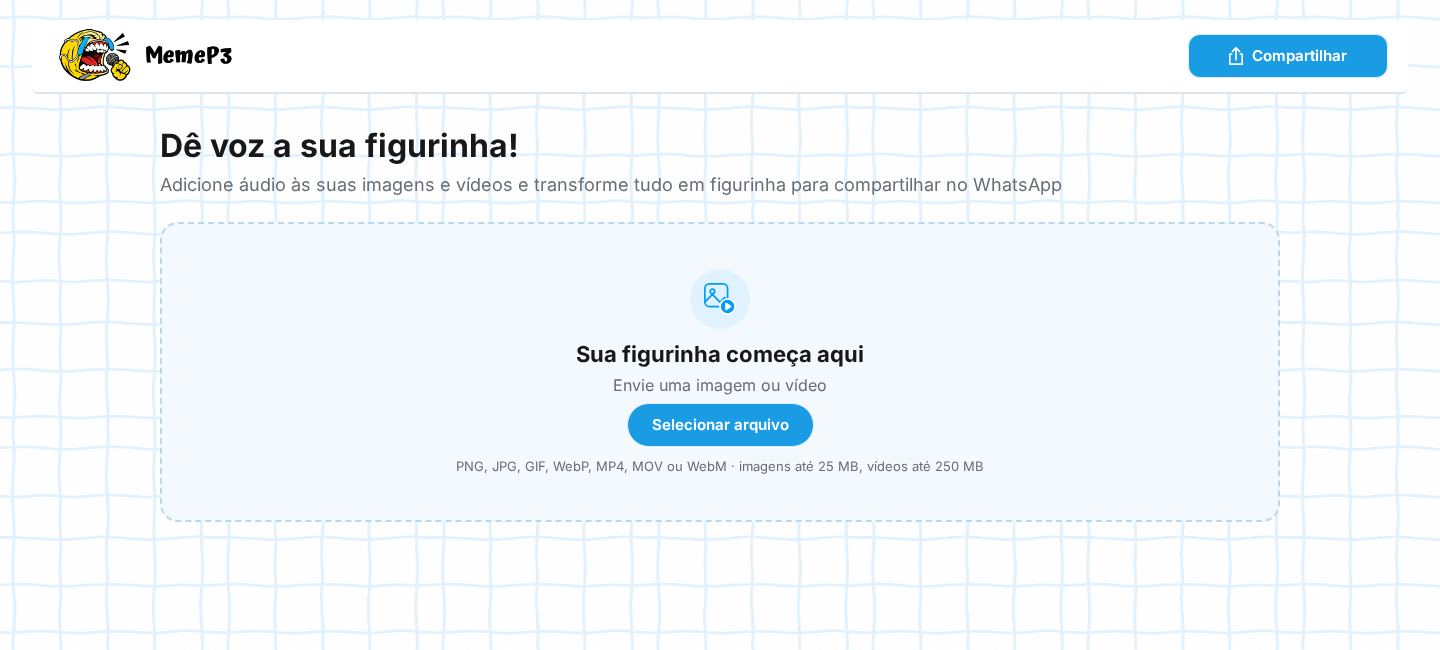 MemeP3
Compartilhar
Dê voz a sua figurinha!
Adicione áudio às suas imagens e vídeos e transforme tudo em figurinha para compartilhar no WhatsApp
Sua figurinha começa aqui
Envie uma imagem ou vídeo
Selecionar arquivo
PNG, JPG, GIF, WebP, MP4, MOV ou WebM · imagens até 25 MB, vídeos até 250 MB